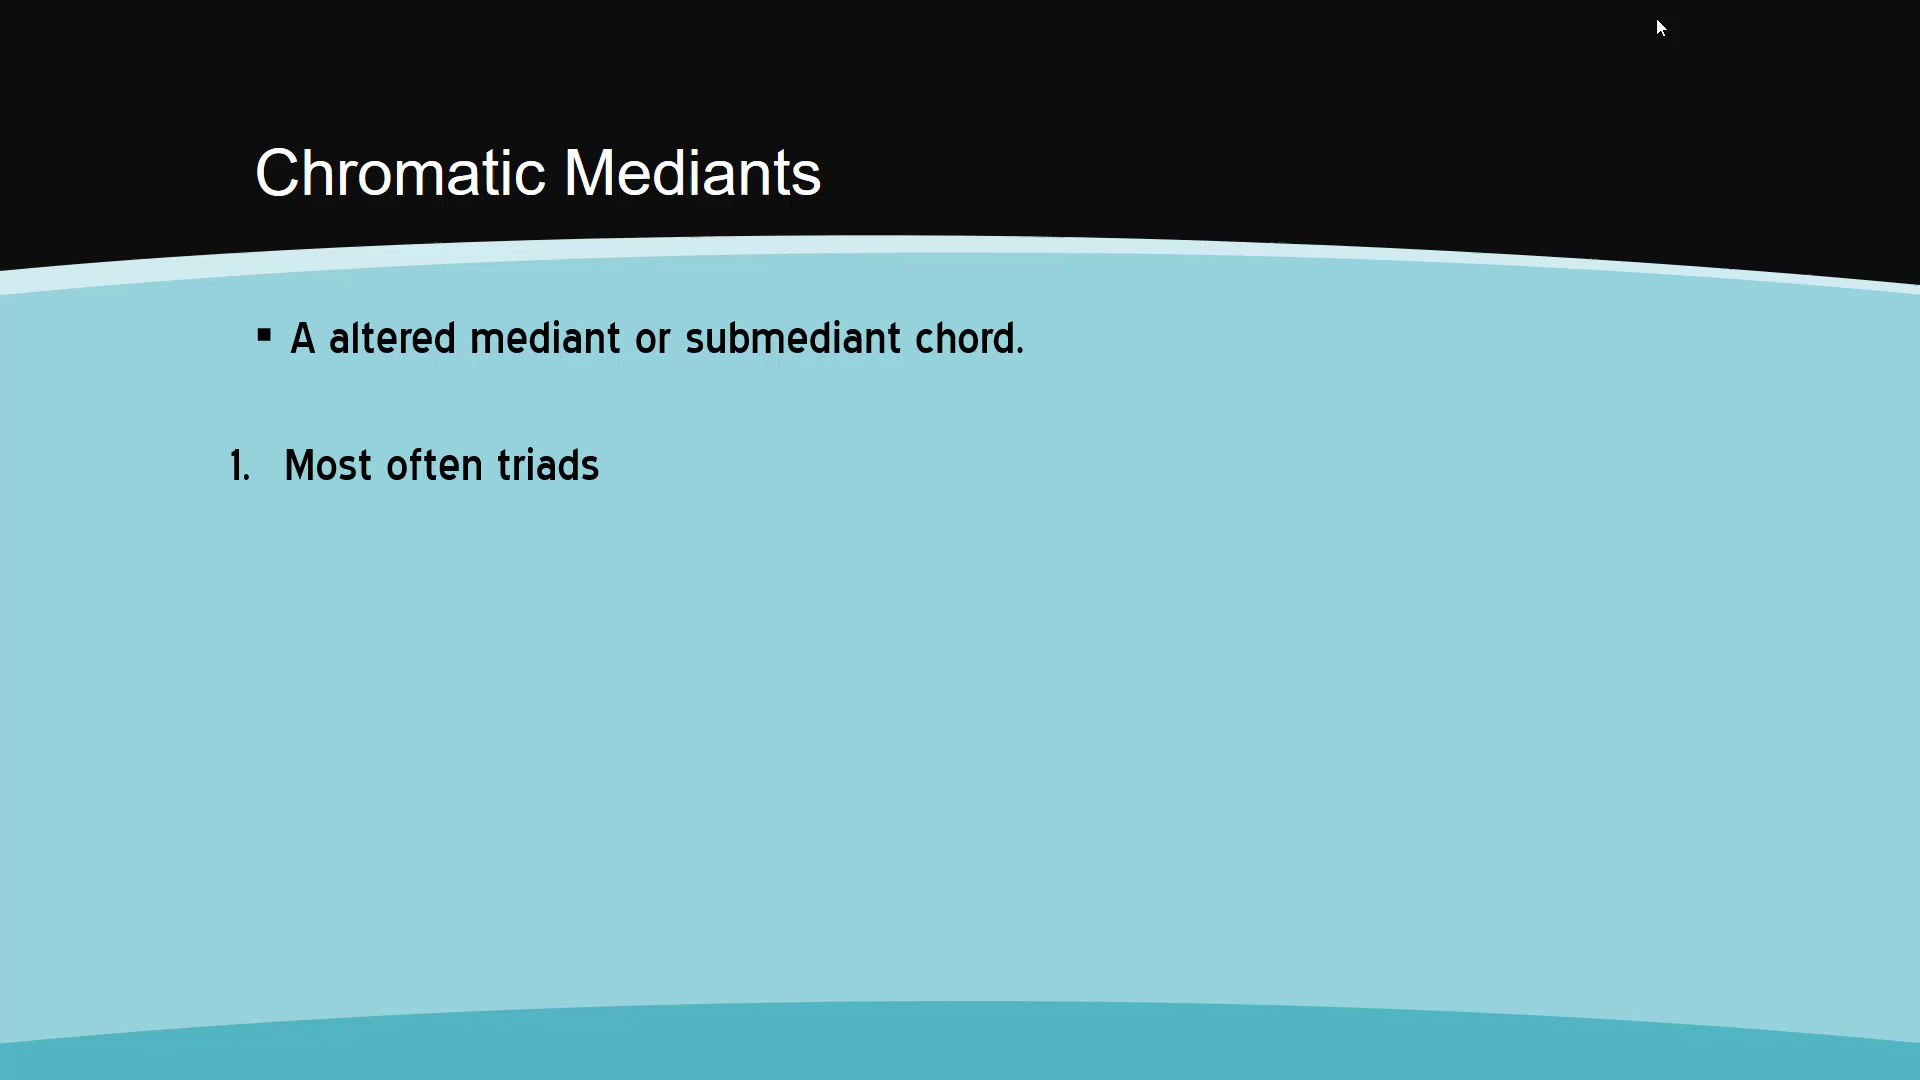 Chromatic Mediants
▪ A altered mediant or submediant chord.
1. Most often triads